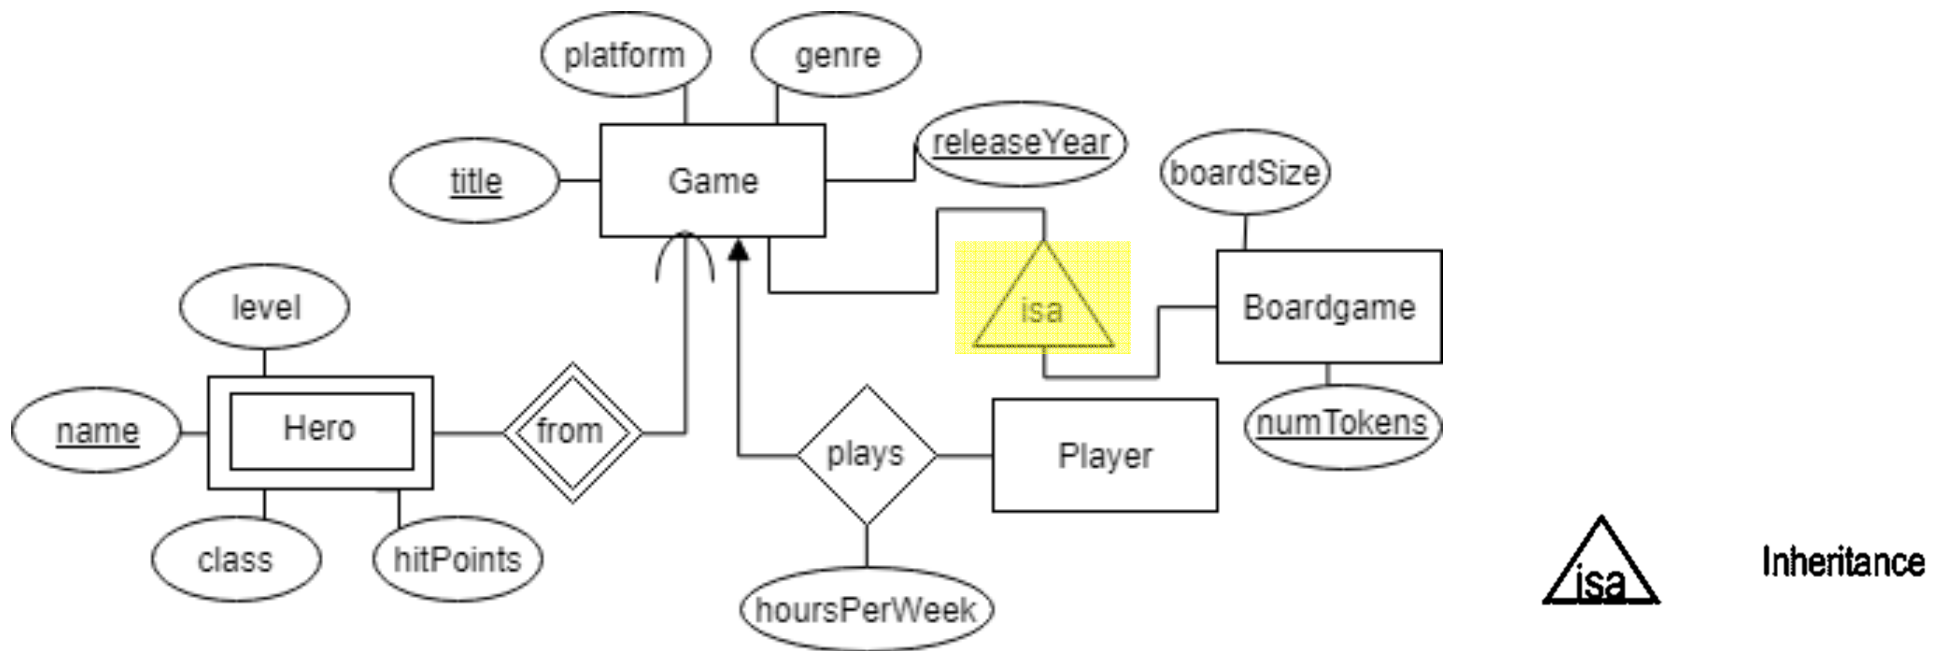 platform
genre
releaseYear
title
Game
boardSize
isa
level
Boardgame
name
Hero
from
plays
Player
numTokens
class
hitPoints
hoursPerWeek
isa
Inheritance